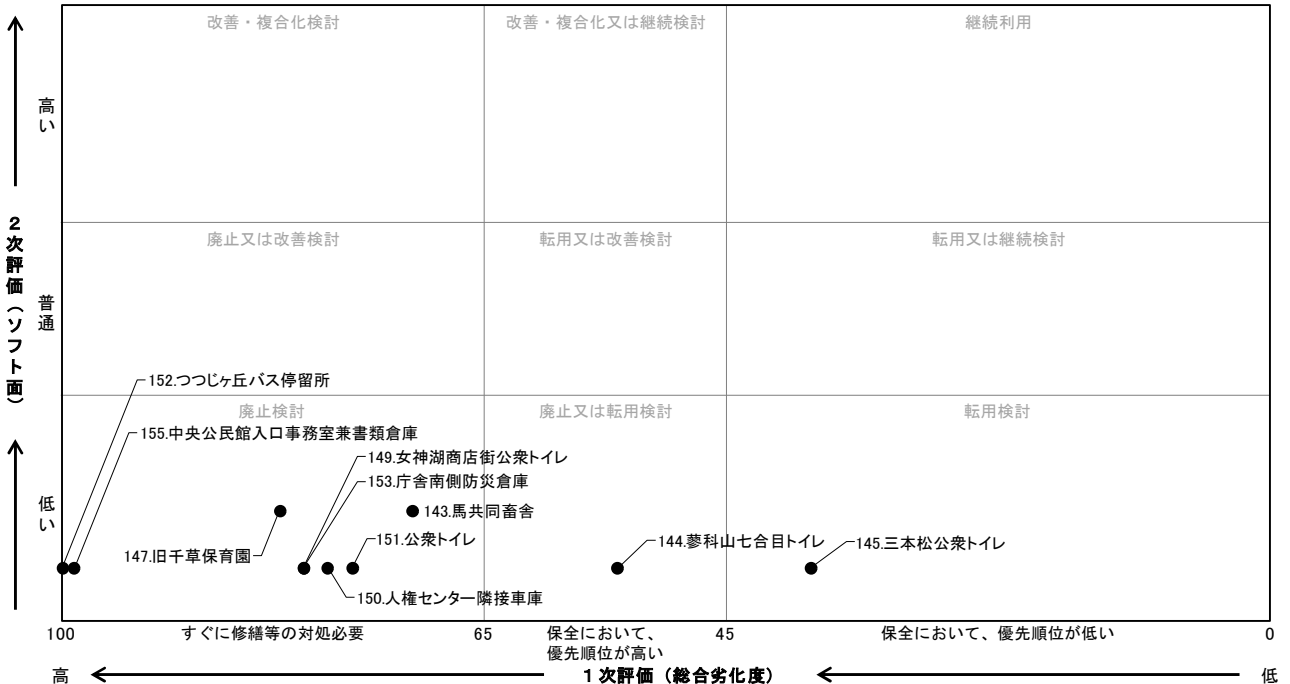 改善・複合化検討
改善・複合化又は継続検討
継続利用
高い
2次評価(ソフト面)
廃止又は改善検討
転用又は改善検討
転用又は継続検討
普通
152.つつじヶ丘バス停留所
廃止検討
廃止又は転用検討
転用検討
155.中央公民館入口事務室兼書類倉庫
149.女神湖商店街公衆トイレ
153.庁舎南側防災倉庫
低い
143.馬共同畜舎
147.旧千草保育園
151.公衆トイレ
144.蓼科山七合目トイレ
145.三本松公衆トイレ
150.人権センター隣接車庫
100
すぐに修繕等の対処必要
65
保全において、
優先順位が高い
45
保全において、優先順位が低い
0
高
1次評価(総合劣化度)
低